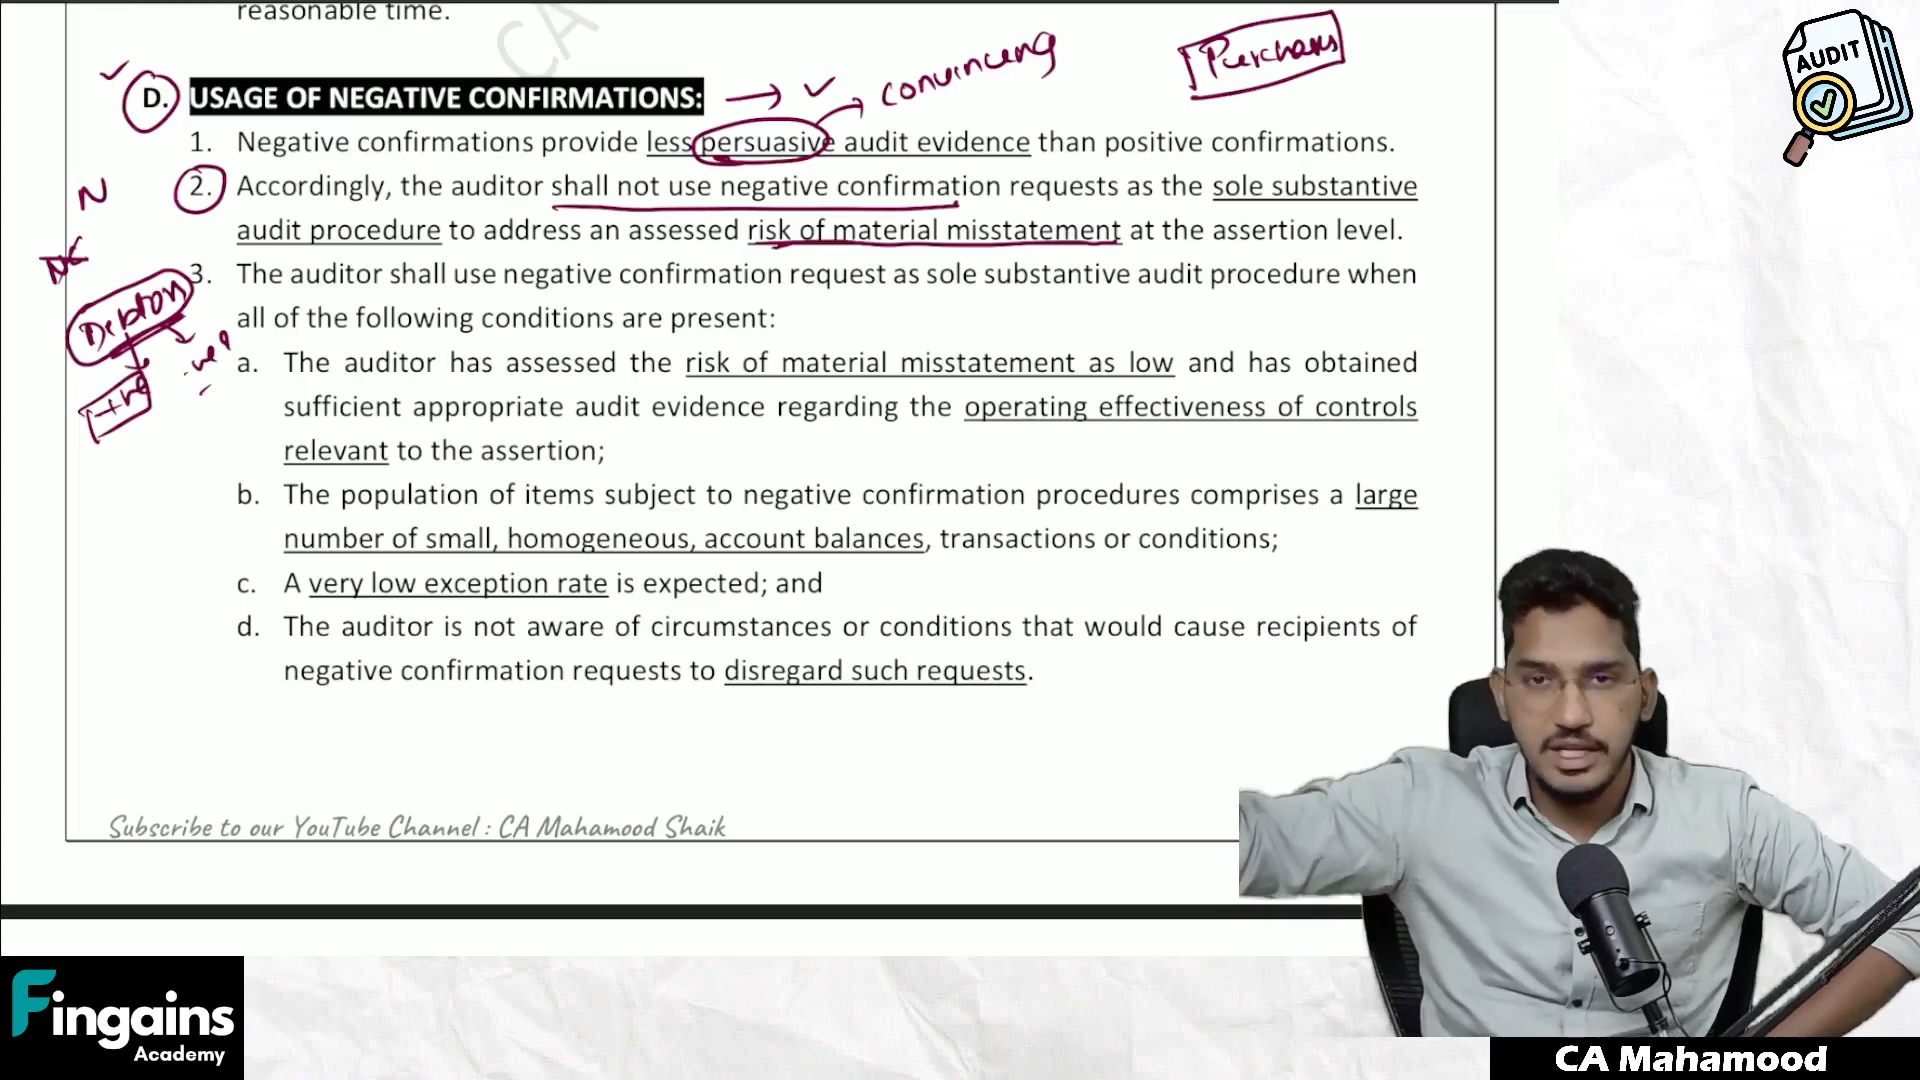 reasonable time.
CA
Purchases
convincing
D. USAGE OF NEGATIVE CONFIRMATIONS:
1. Negative confirmations provide less persuasive audit evidence than positive confirmations.
N
2. Accordingly, the auditor shall not use negative confirmation requests as the sole substantive
audit procedure to address an assessed risk of material misstatement at the assertion level.
3. The auditor shall use negative confirmation request as sole substantive audit procedure when
all of the following conditions are present:
Debtors
-ve
+ve
a. The auditor has assessed the risk of material misstatement as low and has obtained
sufficient appropriate audit evidence regarding the operating effectiveness of controls
relevant to the assertion;
b. The population of items subject to negative confirmation procedures comprises a large
number of small, homogeneous, account balances, transactions or conditions;
c. A very low exception rate is expected; and
d. The auditor is not aware of circumstances or conditions that would cause recipients of
negative confirmation requests to disregard such requests.
Subscribe to our YouTube Channel : CA Mahamood Shaik
AUDIT
Fingains
Academy
CA Mahamood